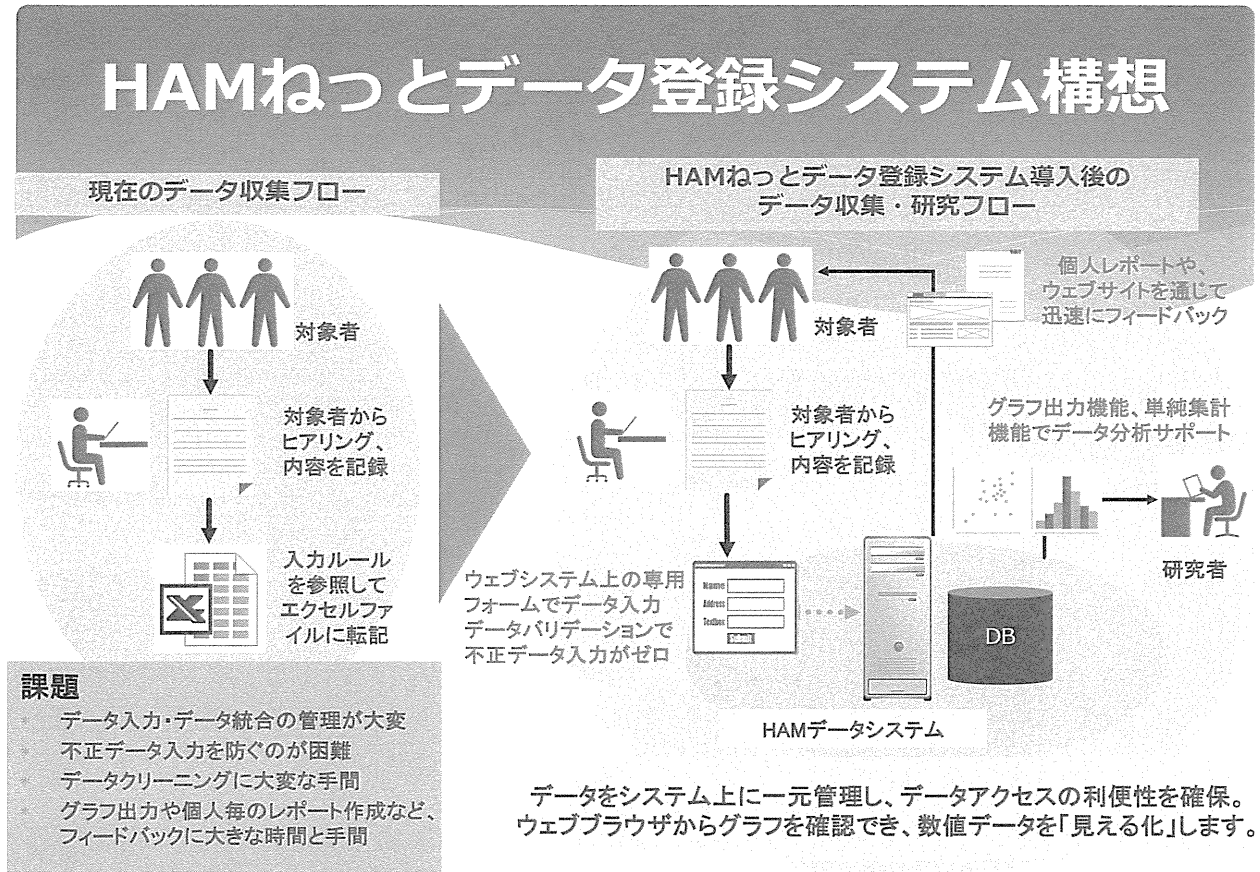 HAMねっとデータ登録システム構想
現在のデータ収集フロー
対象者
対象者から
ヒアリング、
内容を記録
入力ルール
を参照して
エクセルファ
イルに転記
課題
データ入力・データ統合の管理が大変
不正データ入力を防ぐのが困難
データクリーニングに大変な手間
グラフ出力や個人毎のレポート作成など、
フィードバックに大きな時間と手間
HAMねっとデータ登録システム導入後の
データ収集・研究フロー
対象者
個人レポートや、
ウェブサイトを通じて
迅速にフィードバック
対象者から
ヒアリング、
内容を記録
グラフ出力機能、単純集計
機能でデータ分析サポート
研究者
ウェブシステム上の専用
フォームでデータ入力
データバリデーションで
不正データ入力がゼロ
Name
Address
Textbox
Submit
DB
HAMデータシステム
データをシステム上に一元管理し、データアクセスの利便性を確保。
ウェブブラウザからグラフを確認でき、数値データを「見える化」します。